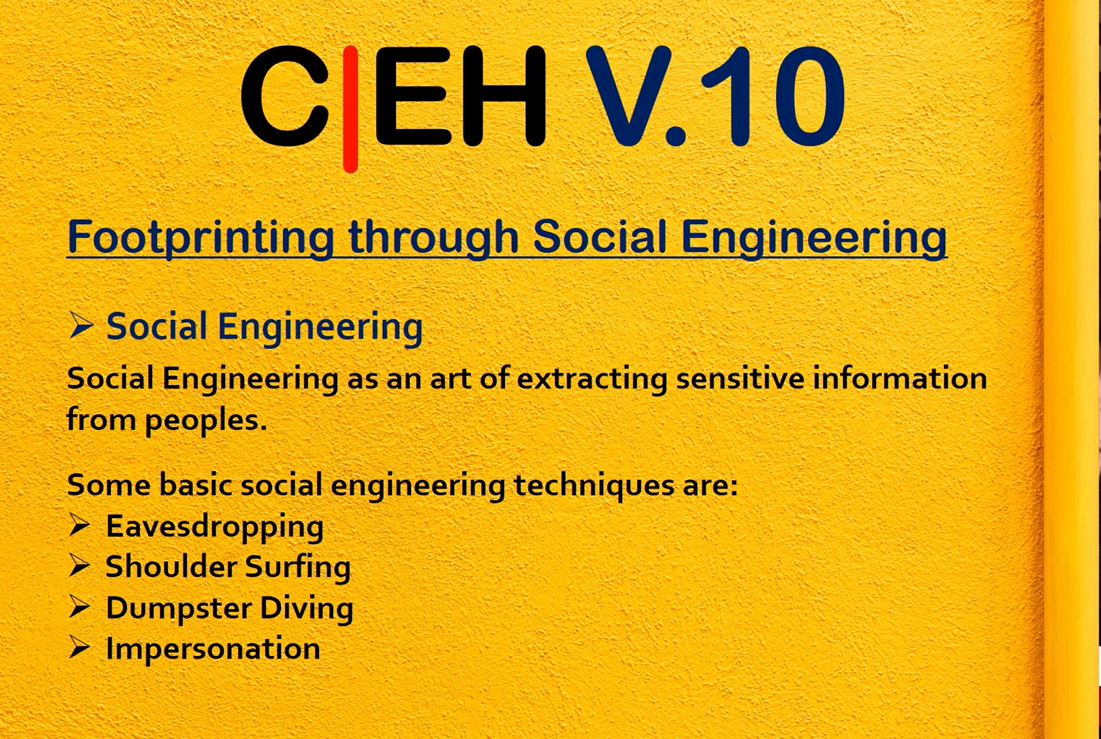 C|EH V.10
Footprinting through Social Engineering
➢ Social Engineering
Social Engineering as an art of extracting sensitive information
from peoples.
Some basic social engineering techniques are:
➢ Eavesdropping
➢ Shoulder Surfing
➢ Dumpster Diving
➢ Impersonation